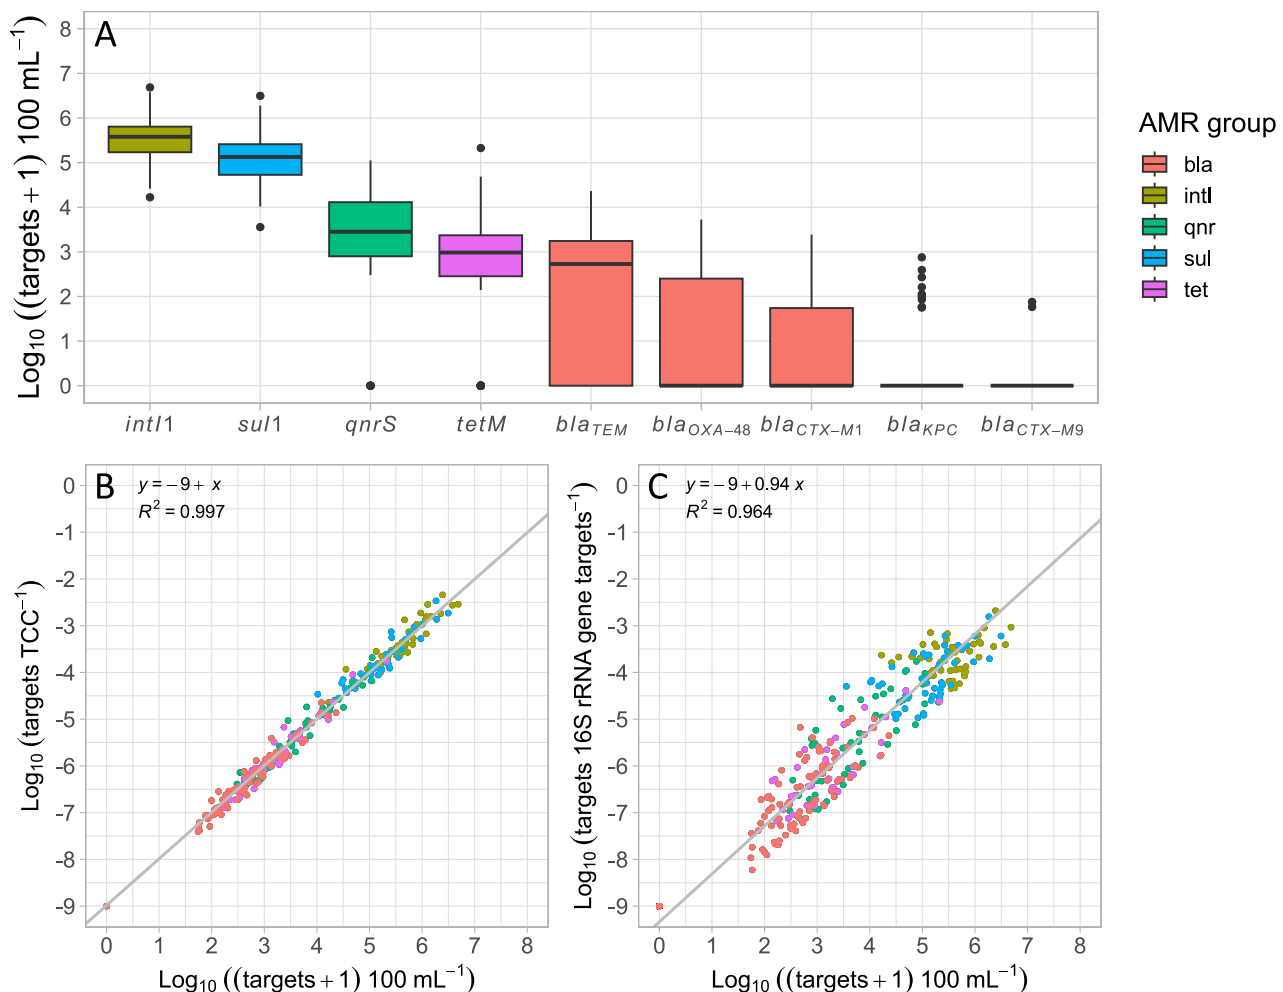 A
Log₁₀ ((targets + 1) 100 mL⁻¹)
8
7
6
5
4
3
2
1
0
intI1 sul1 qnrS tetM bla_TEM bla_OXA−48 bla_CTX−M1 bla_KPC bla_CTX−M9
AMR group
bla
intI
qnr
sul
tet
B
y = −9 + x
R² = 0.997
Log₁₀ (targets TCC⁻¹)
0
-1
-2
-3
-4
-5
-6
-7
-8
-9
0 1 2 3 4 5 6 7 8
Log₁₀ ((targets + 1) 100 mL⁻¹)
C
y = −9 + 0.94 x
R² = 0.964
Log₁₀ (targets 16S rRNA gene targets⁻¹)
0
-1
-2
-3
-4
-5
-6
-7
-8
-9
0 1 2 3 4 5 6 7 8
Log₁₀ ((targets + 1) 100 mL⁻¹)